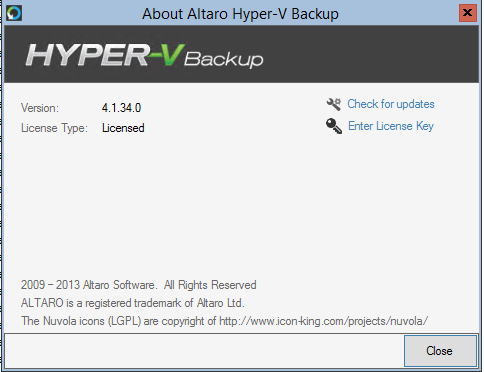 About Altaro Hyper-V Backup
HYPER-V Backup
Version: 4.1.34.0
Check for updates
License Type: Licensed
Enter License Key
2009 – 2013 Altaro Software. All Rights Reserved
ALTARO is a registered trademark of Altaro Ltd.
The Nuvola icons (LGPL) are copyright of http://www.icon-king.com/projects/nuvola/
Close